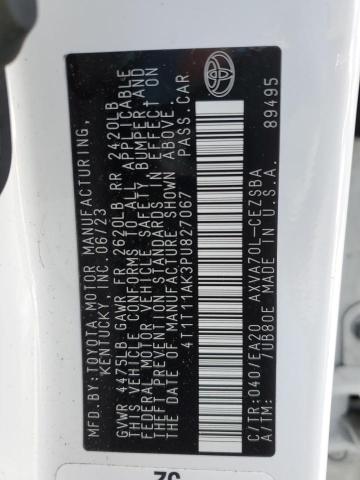 MFD.BY:TOYOTA MOTOR MANUFACTURING,
KENTUCKY, INC. 06/23
GVWR 4475LB GAWR FR 2620LB RR 2420LB
THIS VEHICLE CONFORMS TO ALL APPLICABLE
FEDERAL MOTOR VEHICLE SAFETY, BUMPER, AND
THEFT PREVENTION STANDARDS IN EFFECT ON
THE DATE OF MANUFACTURE SHOWN ABOVE.
4T1T11AK3PU827067 PASS.CAR
C/TR:040/EA20 AXVA70L-CEZSBA
A/TM: 7UB80E U.S.A. 89495